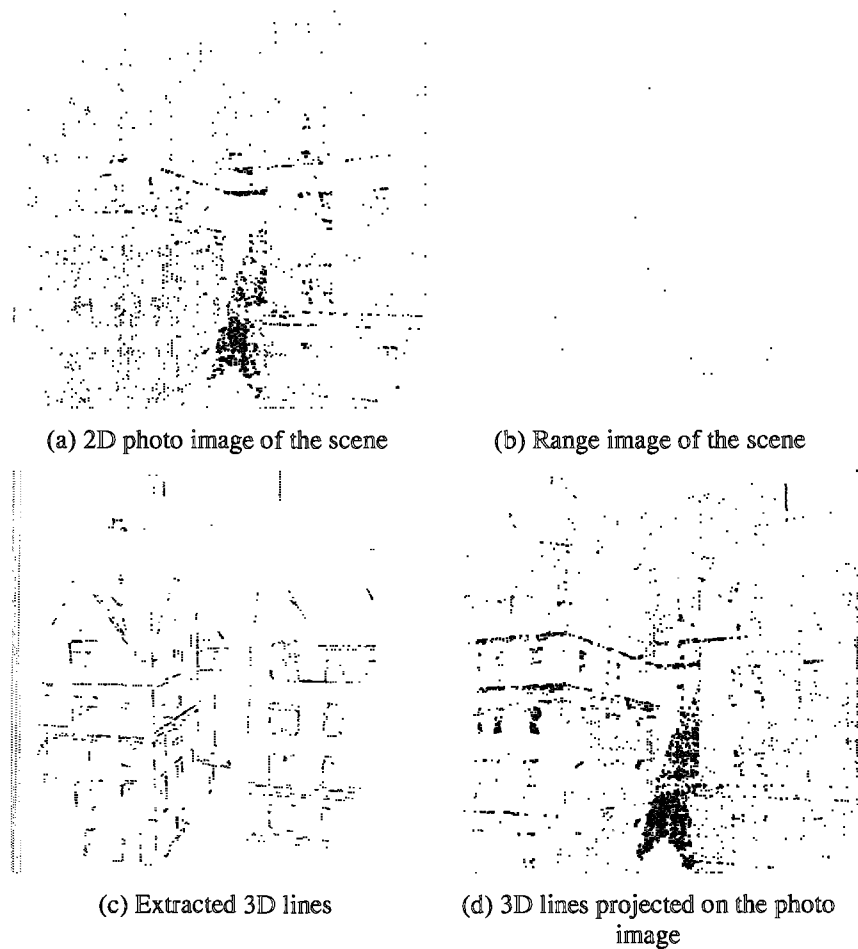 (a) 2D photo image of the scene
(b) Range image of the scene
(c) Extracted 3D lines
(d) 3D lines projected on the photo
image